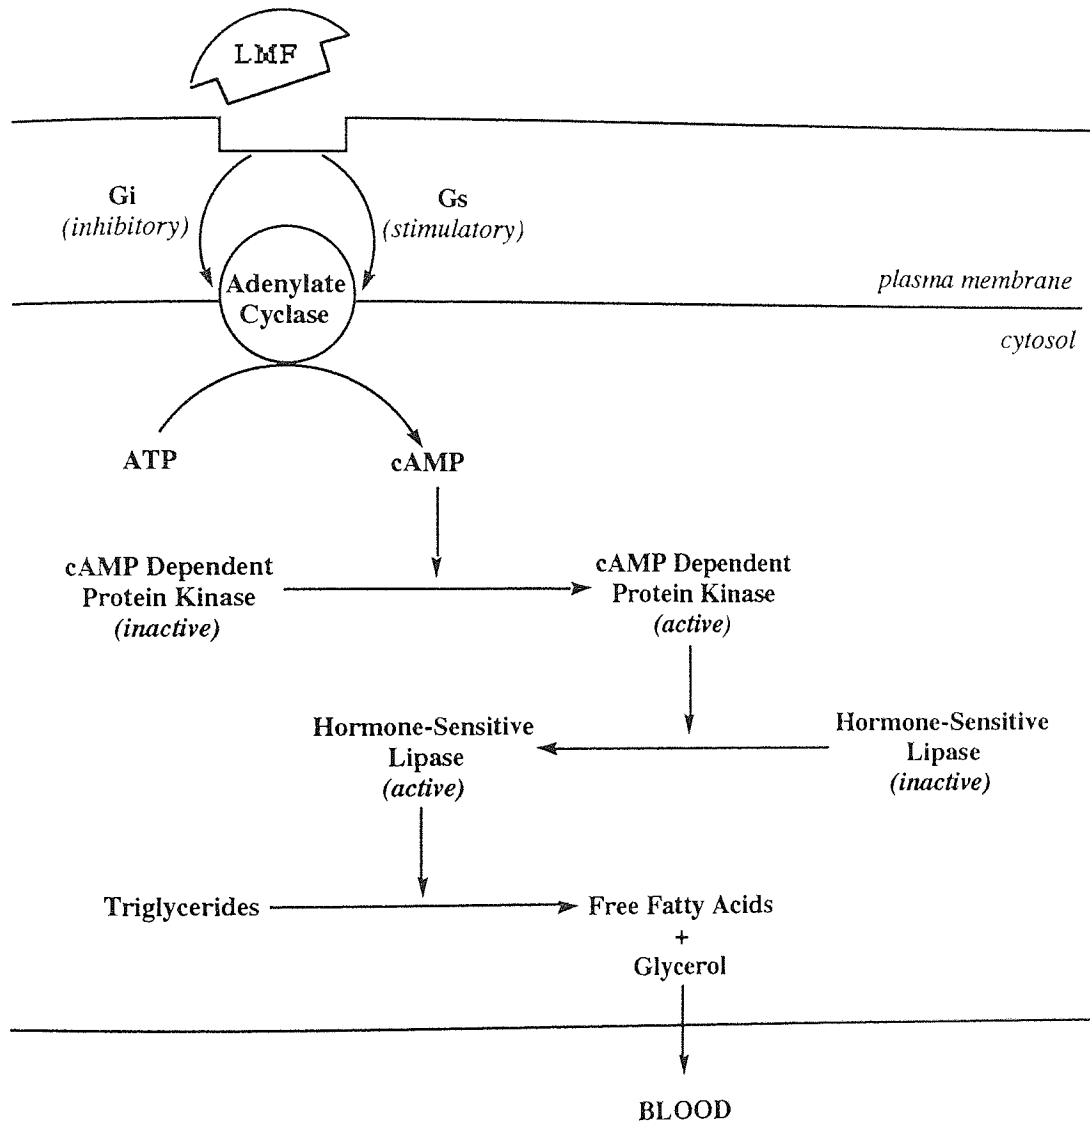 LMF
Gi
(inhibitory)
Gs
(stimulatory)
Adenylate
Cyclase
plasma membrane
cytosol
ATP
cAMP
cAMP Dependent
Protein Kinase
(inactive)
cAMP Dependent
Protein Kinase
(active)
Hormone-Sensitive
Lipase
(active)
Hormone-Sensitive
Lipase
(inactive)
Triglycerides
Free Fatty Acids
+
Glycerol
BLOOD